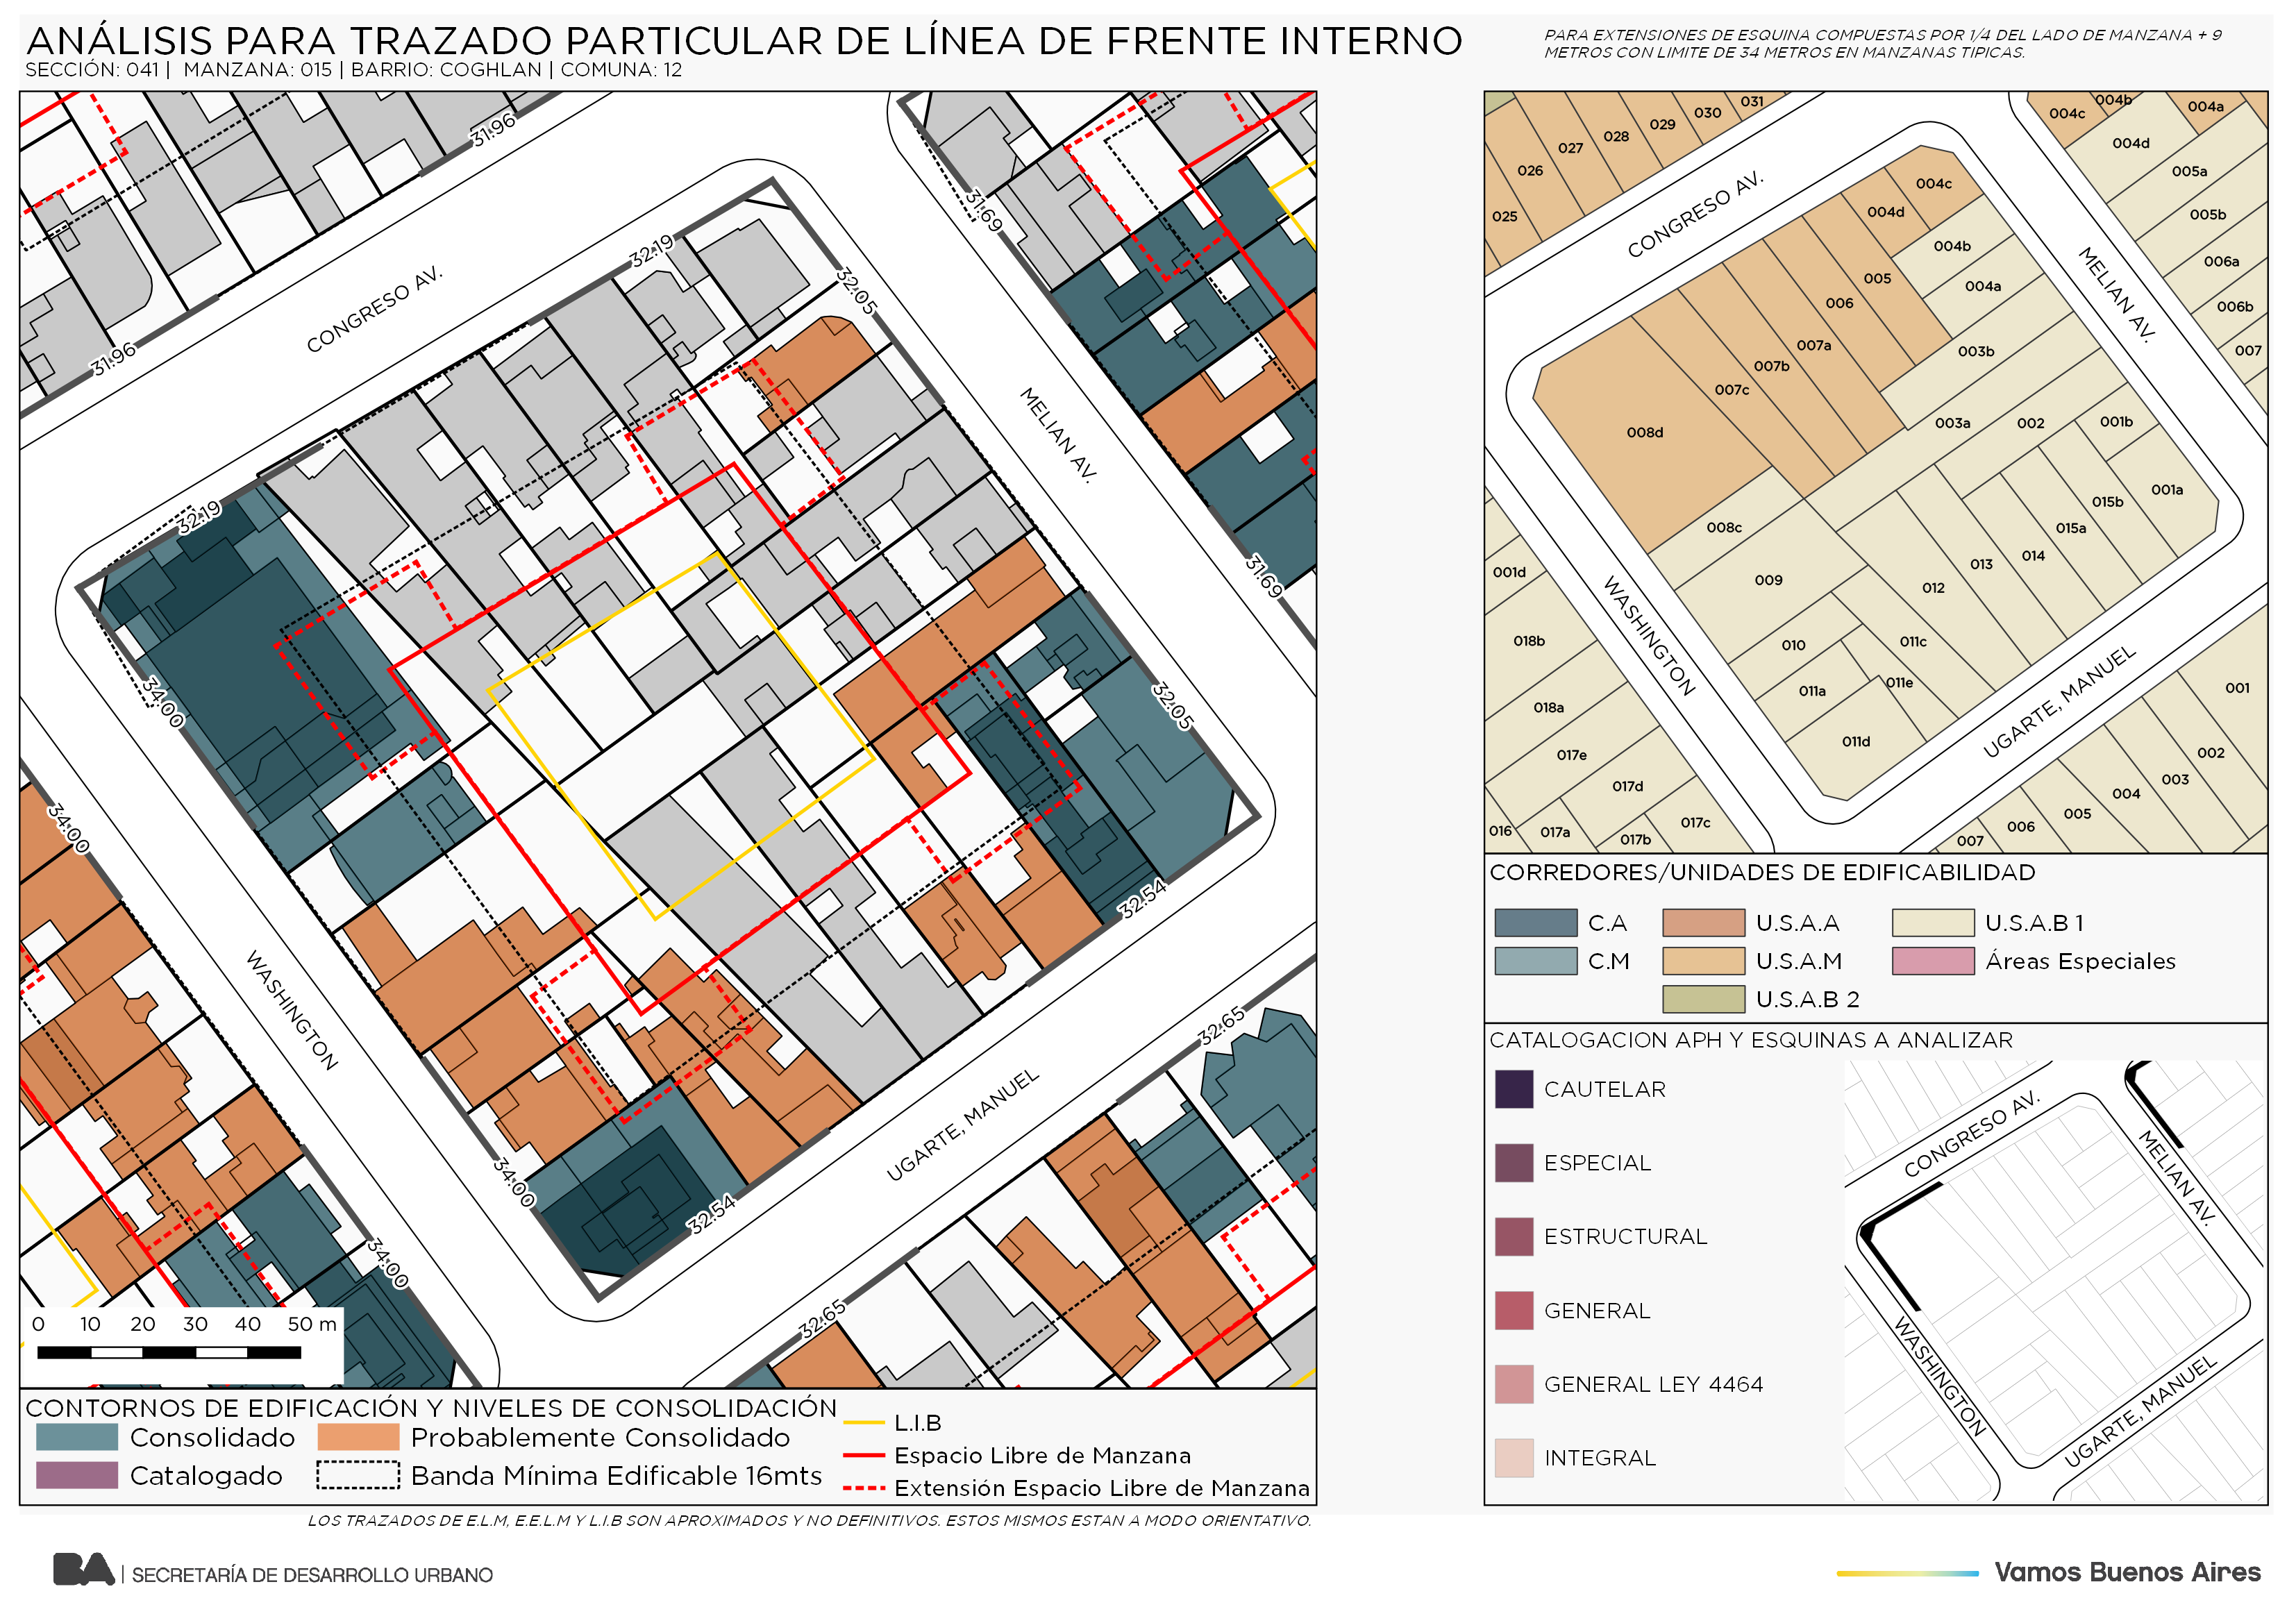 ANÁLISIS PARA TRAZADO PARTICULAR DE LÍNEA DE FRENTE INTERNO
SECCIÓN: 041 | MANZANA: 015 | BARRIO: COGHLAN | COMUNA: 12
PARA EXTENSIONES DE ESQUINA COMPUESTAS POR 1/4 DEL LADO DE MANZANA + 9
METROS CON LIMITE DE 34 METROS EN MANZANAS TIPICAS.
31.96
31.96
CONGRESO AV.
32.19
32.19
32.05
31.69
31.69
MELIAN AV.
32.05
34.00
34.00
WASHINGTON
34.00
34.00
32.54
32.54
UGARTE, MANUEL
32.65
32.65
0 10 20 30 40 50 m
CONTORNOS DE EDIFICACIÓN Y NIVELES DE CONSOLIDACIÓN
Consolidado
Probablemente Consolidado
Catalogado
Banda Mínima Edificable 16mts
L.I.B
Espacio Libre de Manzana
Extensión Espacio Libre de Manzana
LOS TRAZADOS DE E.L.M, E.E.L.M Y L.I.B SON APROXIMADOS Y NO DEFINITIVOS. ESTOS MISMOS ESTAN A MODO ORIENTATIVO.
025
026
027
028
029
030
031
004c
004b
004a
004d
005a
005b
006a
006b
007
CONGRESO AV.
MELIAN AV.
004c
004d
004b
004a
005
006
007a
007b
007c
008d
003b
003a
002
001b
001a
015b
015a
014
013
012
008c
009
010
011c
011a
011e
011d
WASHINGTON
UGARTE, MANUEL
001d
018b
018a
017e
017d
017c
017b
017a
016
001
002
003
004
005
006
007
CORREDORES/UNIDADES DE EDIFICABILIDAD
C.A
U.S.A.A
U.S.A.B 1
C.M
U.S.A.M
Áreas Especiales
U.S.A.B 2
CATALOGACION APH Y ESQUINAS A ANALIZAR
CAUTELAR
ESPECIAL
ESTRUCTURAL
GENERAL
GENERAL LEY 4464
INTEGRAL
CONGRESO AV.
MELIAN AV.
WASHINGTON
UGARTE, MANUEL
BA | SECRETARÍA DE DESARROLLO URBANO
Vamos Buenos Aires